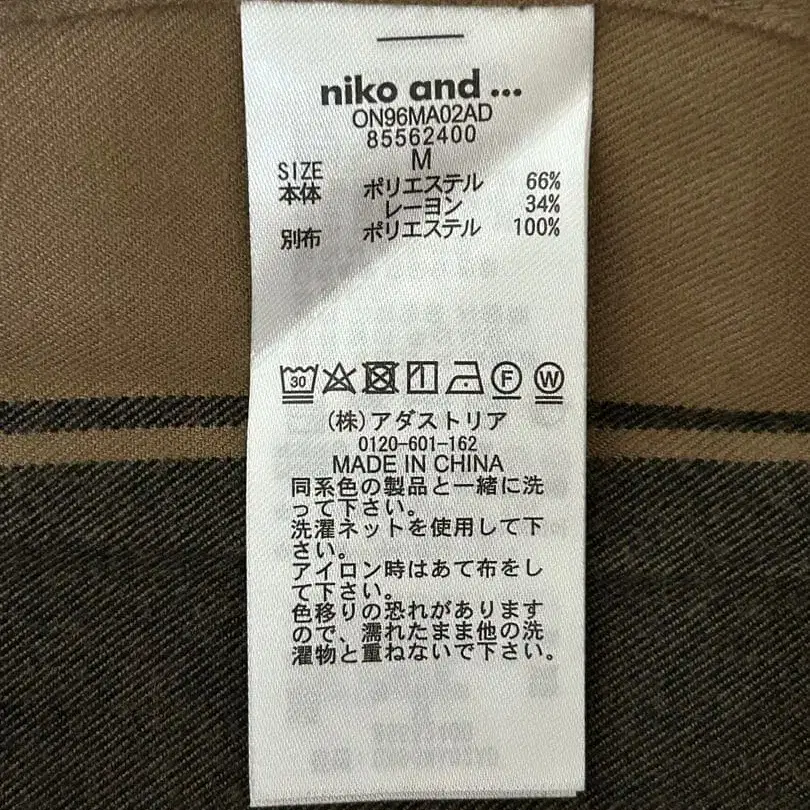 niko and ...
ON96MA02AD
85562400
SIZE M
本体 ポリエステル 66%
レーヨン 34%
別布 ポリエステル 100%
30 F W
(株)アダストリア
0120-601-162
MADE IN CHINA
同系色の製品と一緒に洗
って下さい。
洗濯ネットを使用して下
さい。
アイロン時はあて布をし
て下さい。
色移りの恐れがあります
ので、濡れたまま他の洗
濯物と重ねないで下さい。